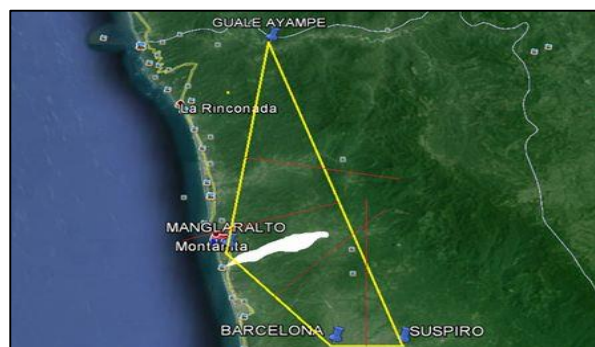 GUALE AYAMPE
La Rinconada
MANGLARALTO
Montañita
BARCELONA
SUSPIRO